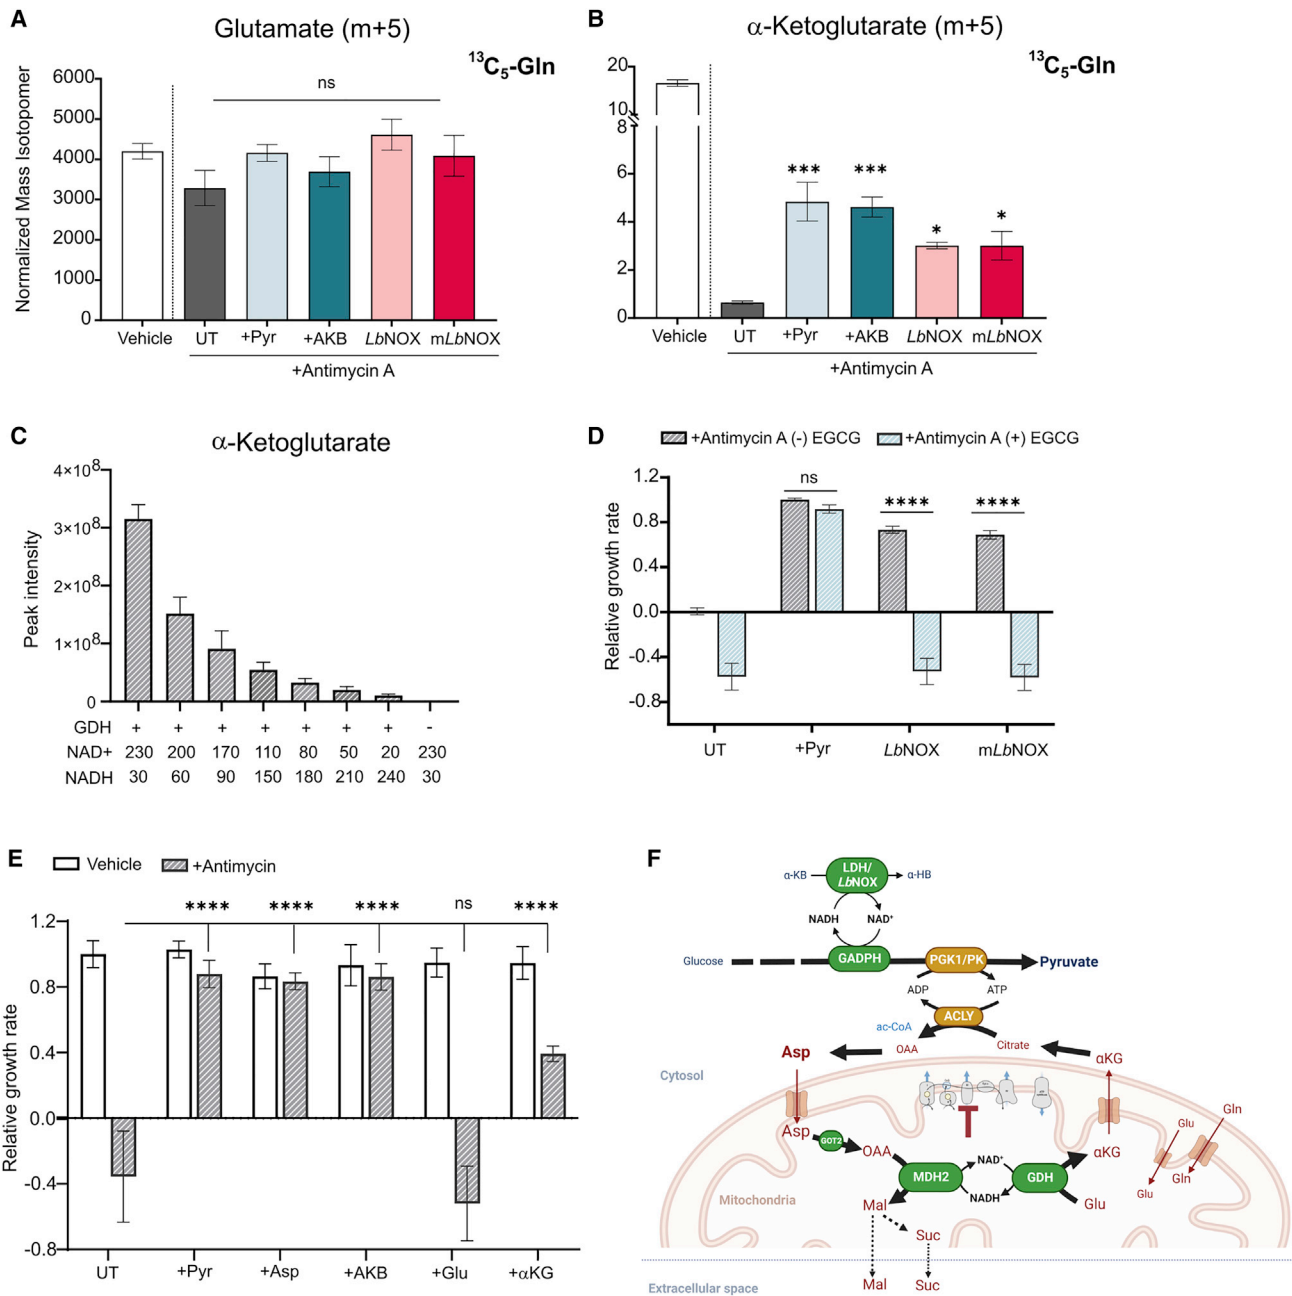 A
Glutamate (m+5)
13C5-Gln
Normalized Mass Isotopomer
6000
5000
4000
3000
2000
1000
0
ns
Vehicle UT +Pyr +AKB LbNOX mLbNOX
+Antimycin A
B
α-Ketoglutarate (m+5)
13C5-Gln
20
10
8
6
4
2
0
*** *** * *
Vehicle UT +Pyr +AKB LbNOX mLbNOX
+Antimycin A
C
α-Ketoglutarate
Peak intensity
4×10⁸
3×10⁸
2×10⁸
1×10⁸
0
GDH + + + + + + + -
NAD+ 230 200 170 110 80 50 20 230
NADH 30 60 90 150 180 210 240 30
D
+Antimycin A (-) EGCG +Antimycin A (+) EGCG
Relative growth rate
1.2
0.8
0.4
0.0
-0.4
-0.8
ns **** ****
UT +Pyr LbNOX mLbNOX
E
Vehicle +Antimycin
Relative growth rate
1.2
0.8
0.4
0.0
-0.4
-0.8
**** **** **** ns ****
UT +Pyr +Asp +AKB +Glu +αKG
F
α-KB LDH/ LbNOX α-HB
NADH NAD+
Glucose GADPH PGK1/PK Pyruvate
ADP ATP
ACLY
ac-CoA
OAA Citrate
Asp αKG
Cytosol
Asp GOT2 OAA
MDH2 NAD+ NADH GDH
αKG
Glu
Glu Gln
Glu Gln
Mitochondria
Mal
Suc
Extracellular space
Mal Suc